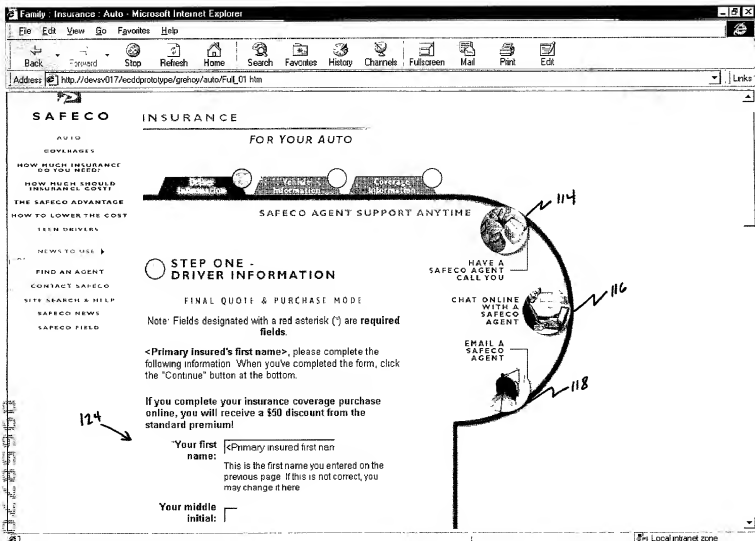 Family : Insurance : Auto - Microsoft Internet Explorer
File Edit View Go Favorites Help
Back Forward Stop Refresh Home Search Favorites History Channels Fullscreen Mail Print Edit
Address http://devsv017/ecddprototype/grehoy/auto/Full_01 htm Links
SAFECO
AUTO
COVERAGES
HOW MUCH INSURANCE
DO YOU NEED?
HOW MUCH SHOULD
INSURANCE COST?
THE SAFECO ADVANTAGE
HOW TO LOWER THE COST
TEEN DRIVERS
NEWS TO USE
FIND AN AGENT
CONTACT SAFECO
SITE SEARCH & HELP
SAFECO NEWS
SAFECO FIELD
INSURANCE
FOR YOUR AUTO
Driver Information
Vehicle Information
Coverage Information
SAFECO AGENT SUPPORT ANYTIME
114
HAVE A
SAFECO AGENT
CALL YOU
CHAT ONLINE
WITH A
SAFECO
AGENT
116
EMAIL A
SAFECO
AGENT
118
STEP ONE -
DRIVER INFORMATION
FINAL QUOTE & PURCHASE MODE
Note: Fields designated with a red asterisk (*) are required
fields.
<Primary insured's first name>, please complete the
following information When you've completed the form, click
the "Continue" button at the bottom.
If you complete your insurance coverage purchase
online, you will receive a $50 discount from the
standard premium!
124
*Your first
name:
<Primary insured first nam
This is the first name you entered on the
previous page If this is not correct, you
may change it here
Your middle
initial:
Local intranet zone